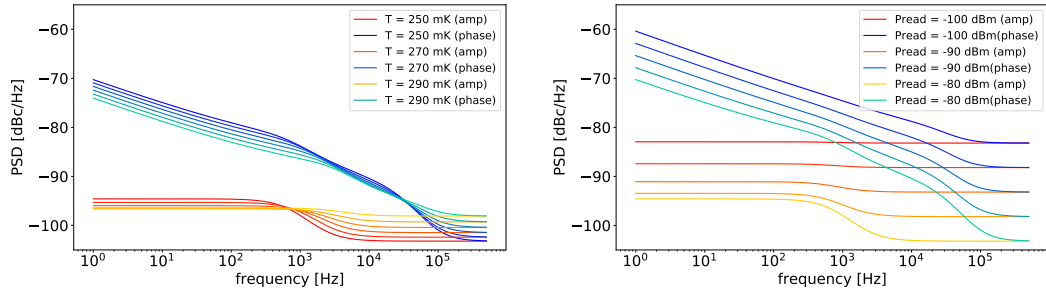 −60
−70
−80
−90
−100
PSD [dBc/Hz]
10⁰
10¹
10²
10³
10⁴
10⁵
frequency [Hz]
T = 250 mK (amp)
T = 250 mK (phase)
T = 270 mK (amp)
T = 270 mK (phase)
T = 290 mK (amp)
T = 290 mK (phase)
−60
−70
−80
−90
−100
PSD [dBc/Hz]
10⁰
10¹
10²
10³
10⁴
10⁵
frequency [Hz]
Pread = -100 dBm (amp)
Pread = -100 dBm(phase)
Pread = -90 dBm (amp)
Pread = -90 dBm(phase)
Pread = -80 dBm (amp)
Pread = -80 dBm(phase)